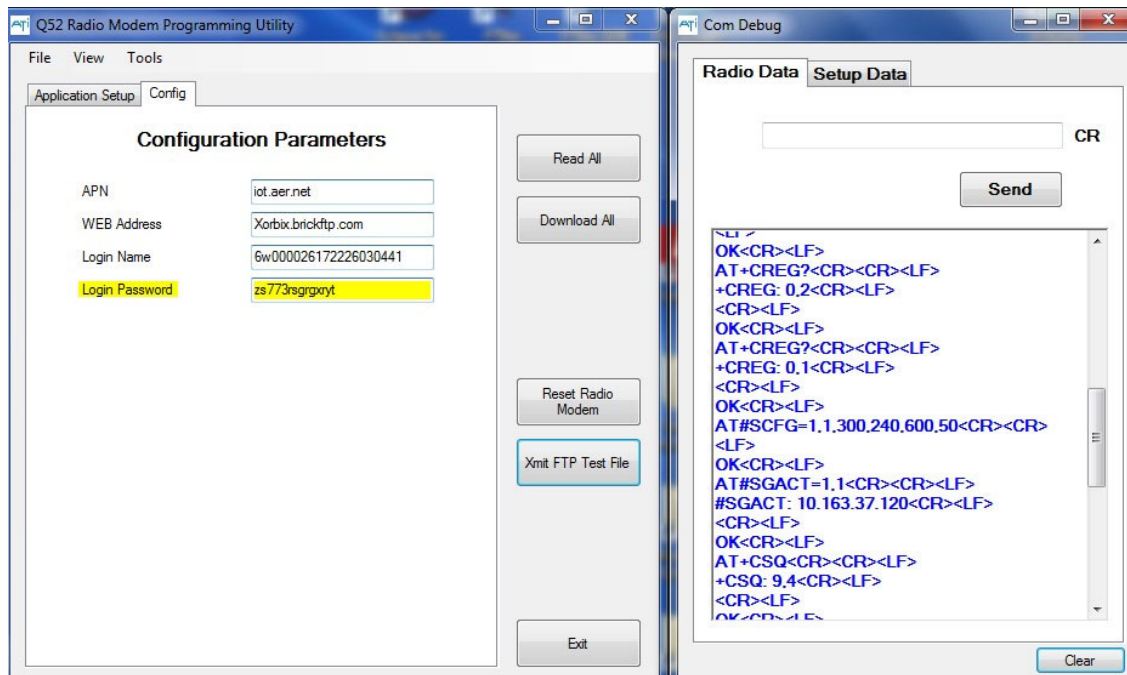 ATi Q52 Radio Modem Programming Utility
File View Tools
Application Setup Config
Configuration Parameters
APN iot.aer.net
WEB Address Xorbix.brickftp.com
Login Name 6w000026172226030441
Login Password zs773rsgrgxryt
Read All
Download All
Reset Radio
Modem
Xmit FTP Test File
Exit
ATi Com Debug
Radio Data Setup Data
CR
Send
<LF>
OK<CR><LF>
AT+CREG?<CR><CR><LF>
+CREG: 0,2<CR><LF>
<CR><LF>
OK<CR><LF>
AT+CREG?<CR><CR><LF>
+CREG: 0,1<CR><LF>
<CR><LF>
OK<CR><LF>
AT#SCFG=1,1,300,240,600,50<CR><CR>
<LF>
OK<CR><LF>
AT#SGACT=1,1<CR><CR><LF>
#SGACT: 10.163.37.120<CR><LF>
<CR><LF>
OK<CR><LF>
AT+CSQ<CR><CR><LF>
+CSQ: 9,4<CR><LF>
<CR><LF>
OK<CR><LF>
Clear